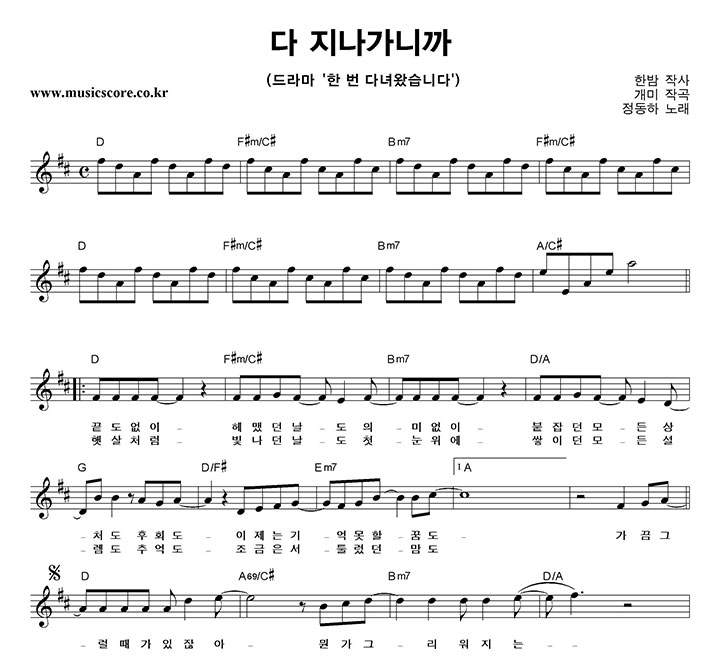 다 지나가니까
(드라마 '한 번 다녀왔습니다')
www.musicscore.co.kr
한밤 작사
개미 작곡
정동하 노래
D F#m/C# Bm7 F#m/C#
D F#m/C# Bm7 A/C#
D F#m/C# Bm7 D/A
끝도없이 헤맸던날 도의 미없이 붙잡던모 든상
햇살처럼 빛나던날 도첫 눈위에 쌓이던모 든설
G D/F# Em7 1 A
처도 후회도 이제는기 억못할 꿈도 가끔그
렘도 추억도 조금은서 툴렀던 맘도
D A69/C# Bm7 D/A
럴때가있잖아 뭔가그 리워지는